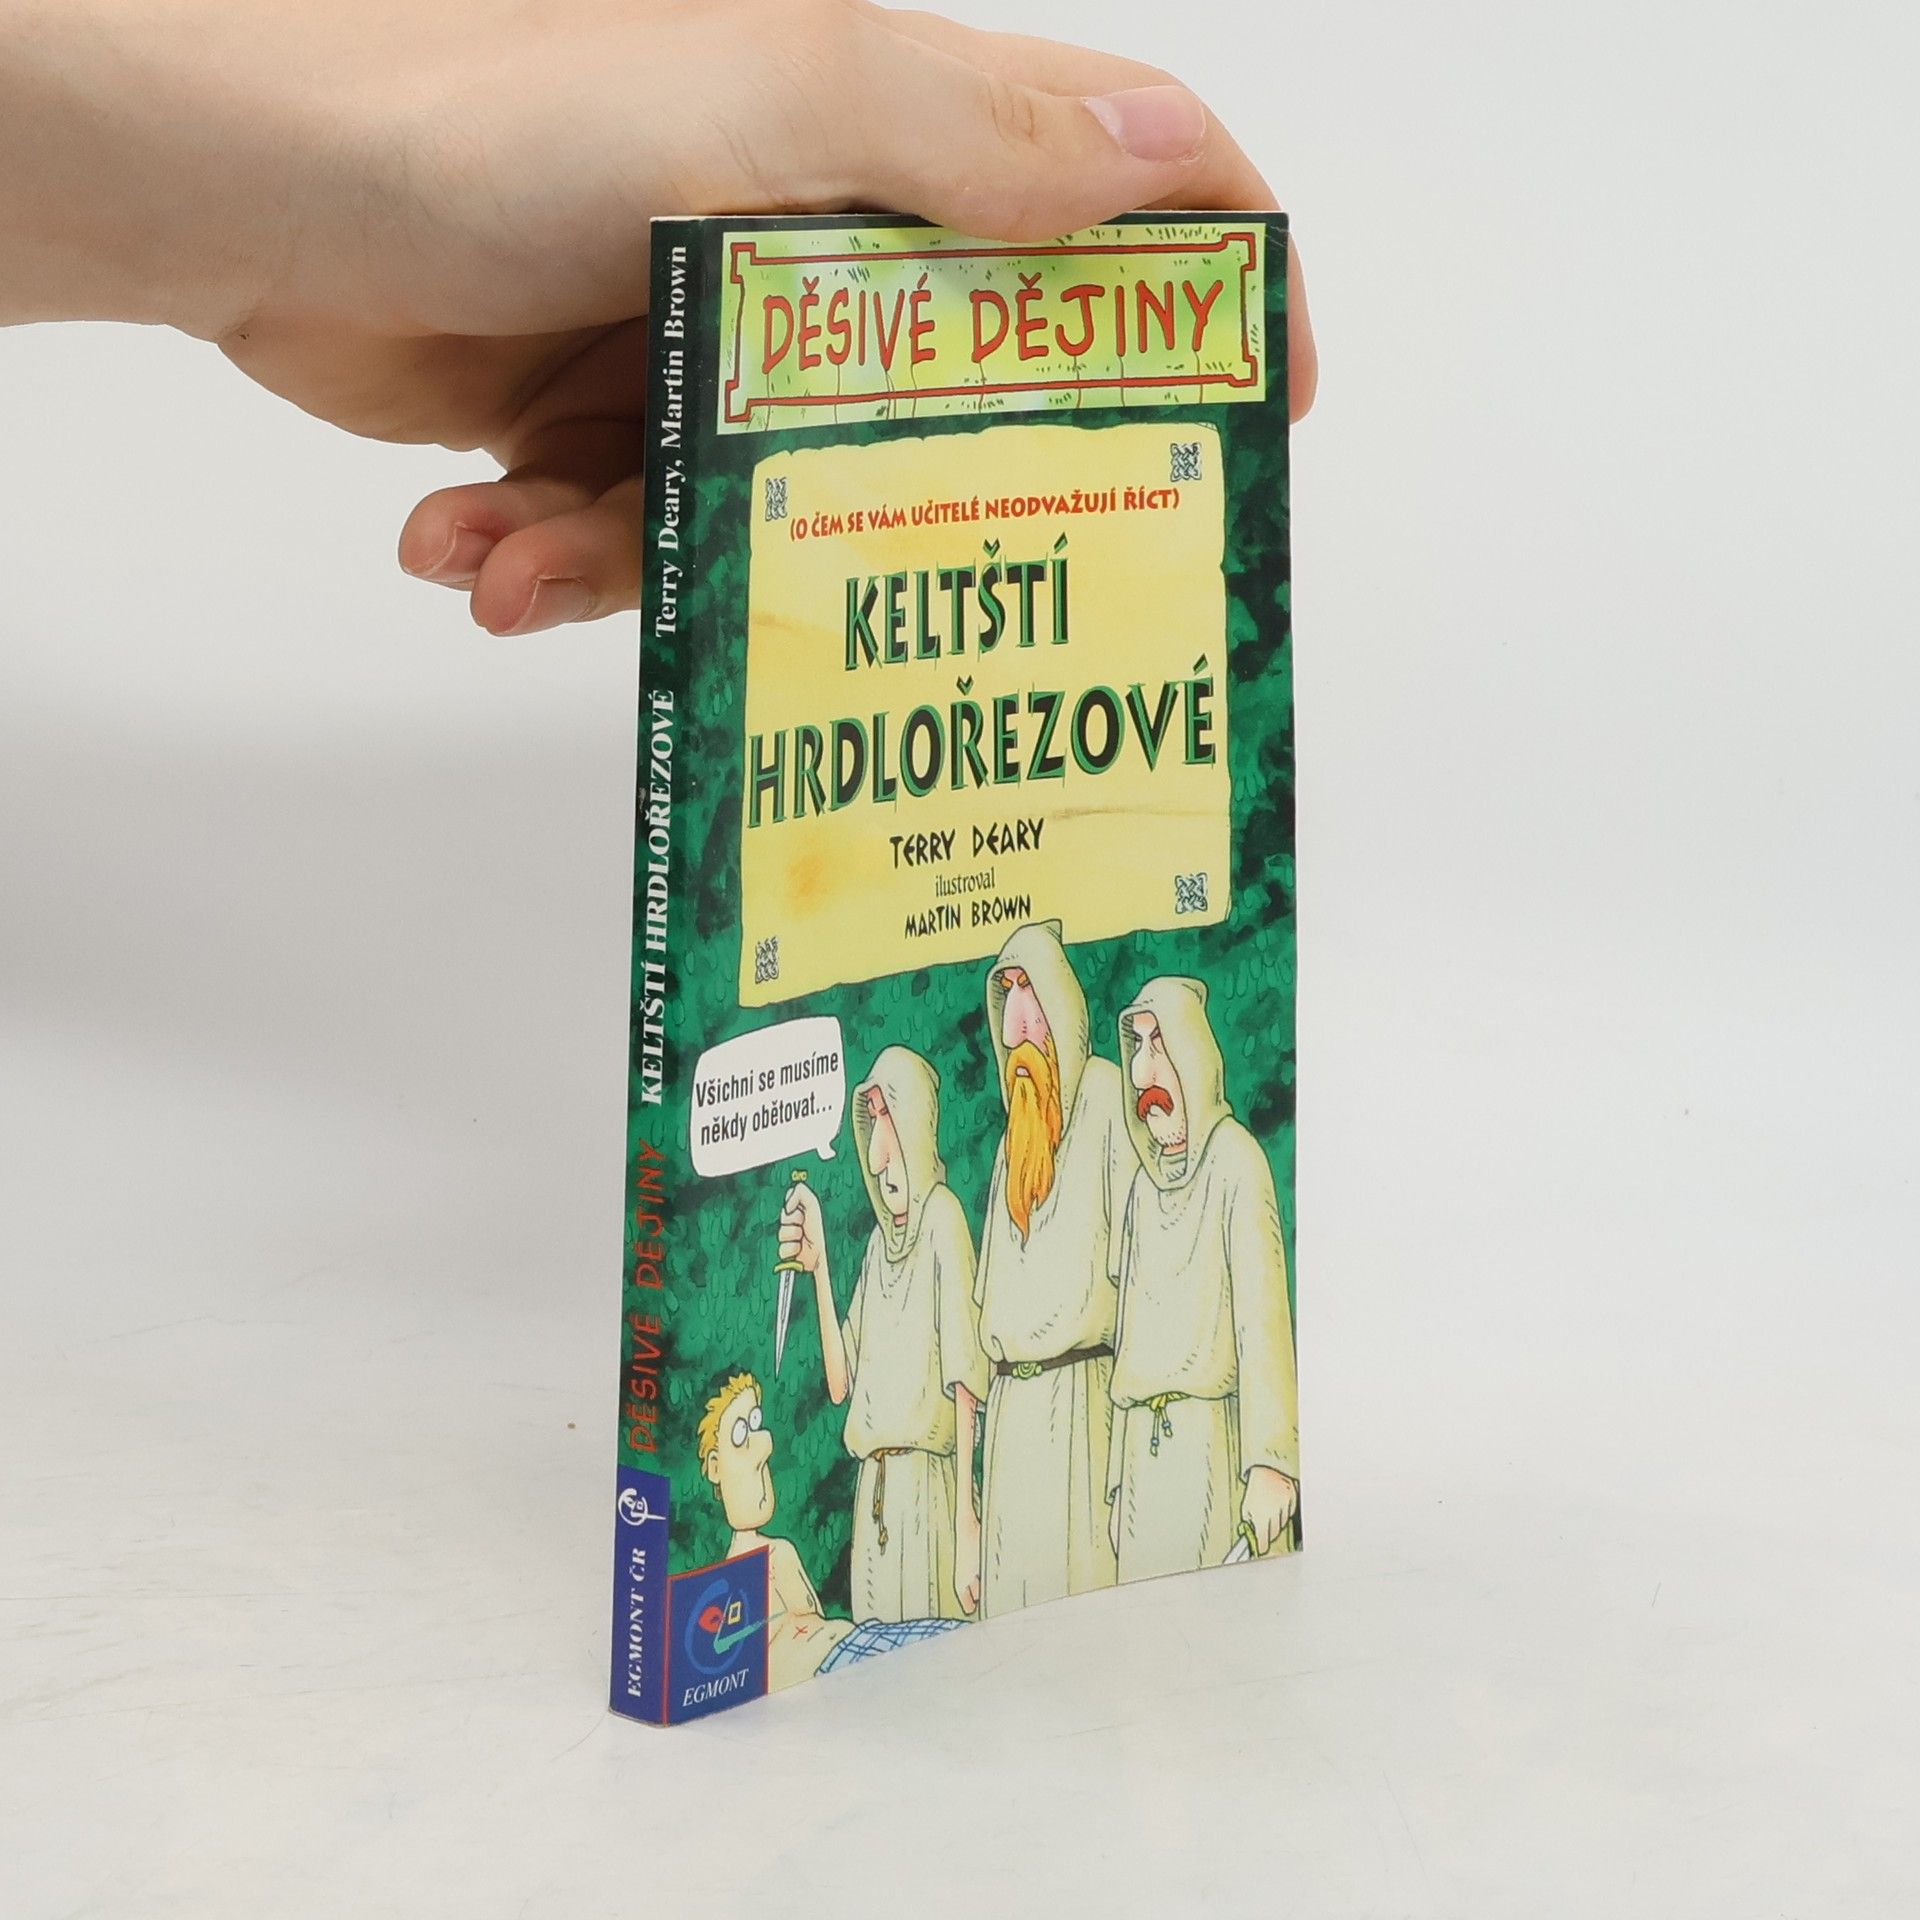 DĚSIVÉ DĚJINY
(O ČEM SE VÁM UČITELÉ NEODVAŽUJÍ ŘÍCT)
KELTŠTÍ
HRDLOŘEZOVÉ
TERRY DEARY
ilustroval
MARTIN BROWN
Všichni se musíme
někdy obětovat...
EGMONT
EGMONT ČR DĚSIVÉ DĚJINY KELTŠTÍ HRDLOŘEZOVÉ Terry Deary, Martin Brown